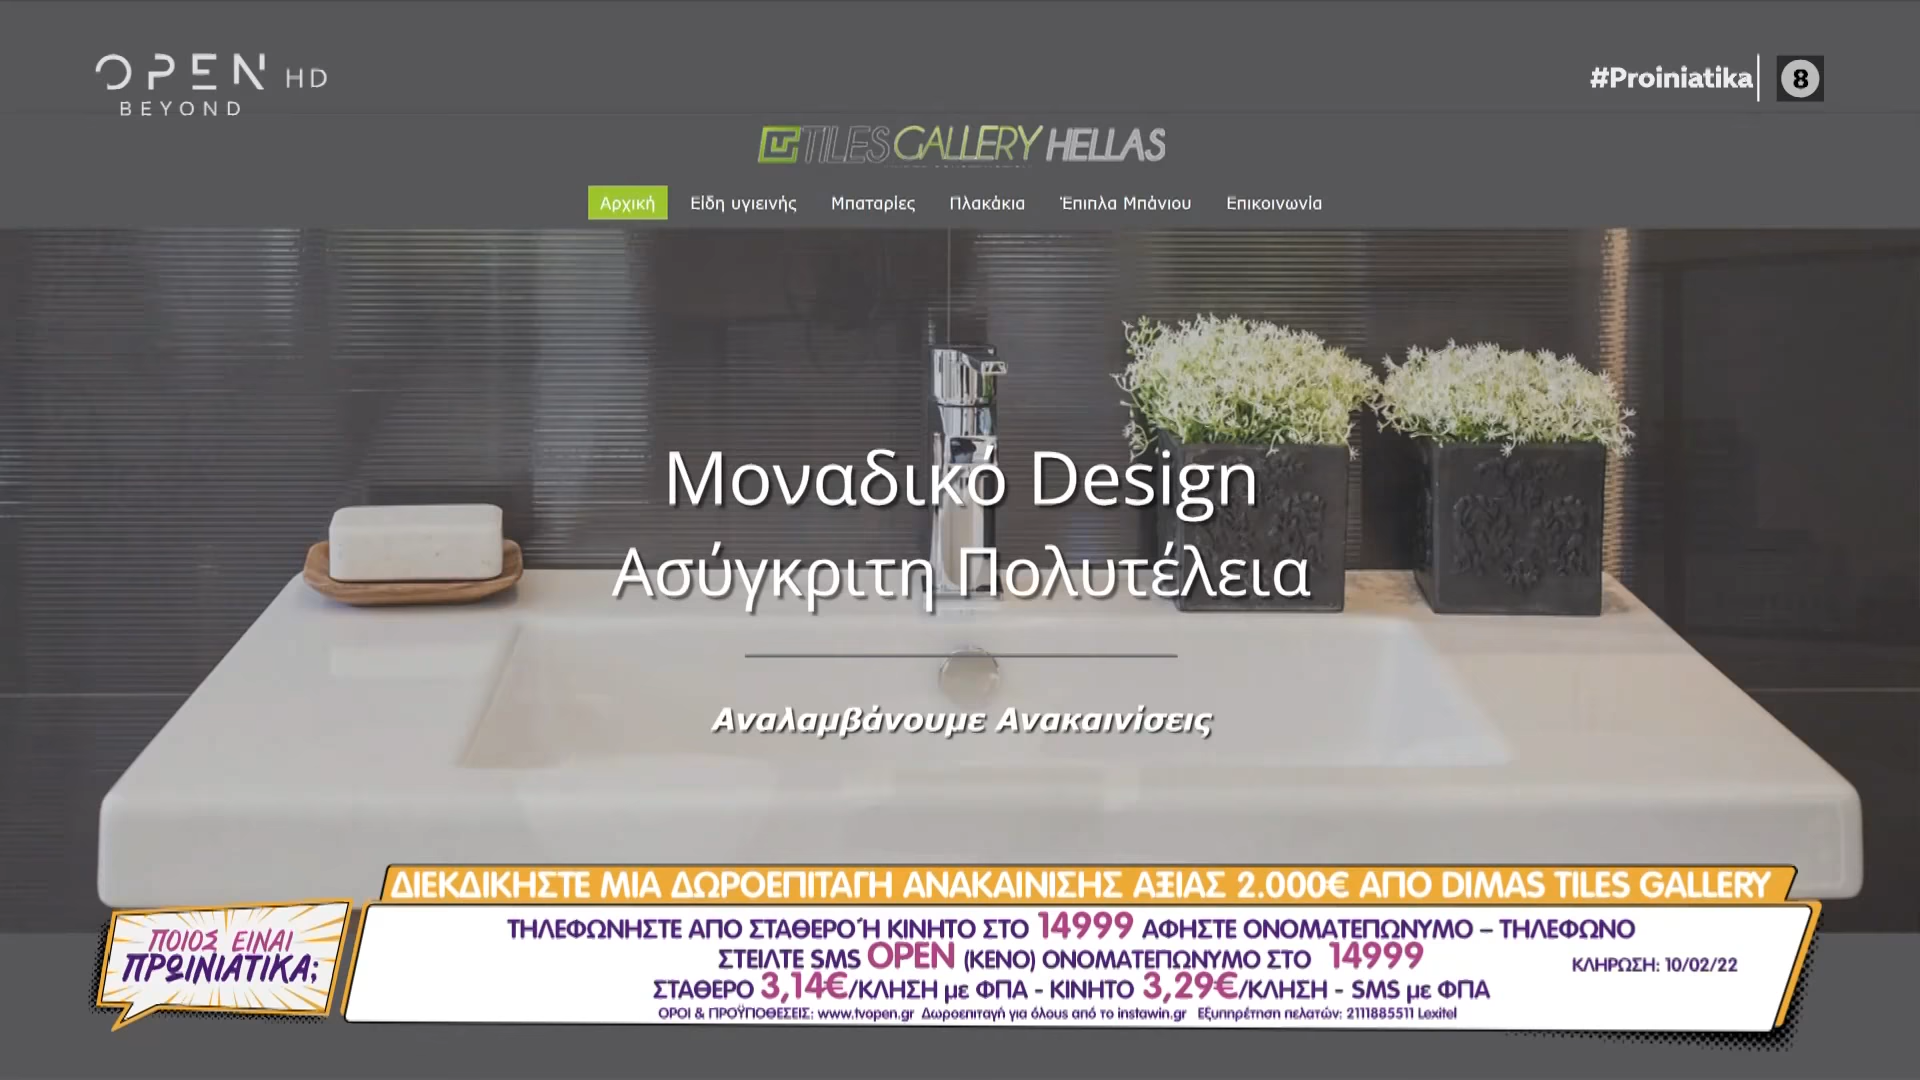 OPEN HD
BEYOND
#Proiniatika
8
TILES GALLERY HELLAS
Αρχική Είδη υγιεινής Μπαταρίες Πλακάκια Έπιπλα Μπάνιου Επικοινωνία
Μοναδικό Design
Ασύγκριτη Πολυτέλεια
Αναλαμβάνουμε Ανακαινίσεις
ΔΙΕΚΔΙΚΗΣΤΕ ΜΙΑ ΔΩΡΟΕΠΙΤΑΓΗ ΑΝΑΚΑΙΝΙΣΗΣ ΑΞΙΑΣ 2.000€ ΑΠΟ DIMAS TILES GALLERY
ΠΟΙΟΣ ΕΙΝΑΙ
ΠΡΩΙΝΙΑΤΙΚΑ;
ΤΗΛΕΦΩΝΗΣΤΕ ΑΠΟ ΣΤΑΘΕΡΟ Ή ΚΙΝΗΤΟ ΣΤΟ 14999 ΑΦΗΣΤΕ ΟΝΟΜΑΤΕΠΩΝΥΜΟ – ΤΗΛΕΦΩΝΟ
ΣΤΕΙΛΤΕ SMS OPEN (ΚΕΝΟ) ΟΝΟΜΑΤΕΠΩΝΥΜΟ ΣΤΟ 14999
ΚΛΗΡΩΣΗ: 10/02/22
ΣΤΑΘΕΡΟ 3,14€/ΚΛΗΣΗ με ΦΠΑ - ΚΙΝΗΤΟ 3,29€/ΚΛΗΣΗ - SMS με ΦΠΑ
ΟΡΟΙ & ΠΡΟΫΠΟΘΕΣΕΙΣ: www.tvopen.gr Δωροεπιταγή για όλους από το instawin.gr Εξυπηρέτηση πελατών: 2111885511 Lexitel